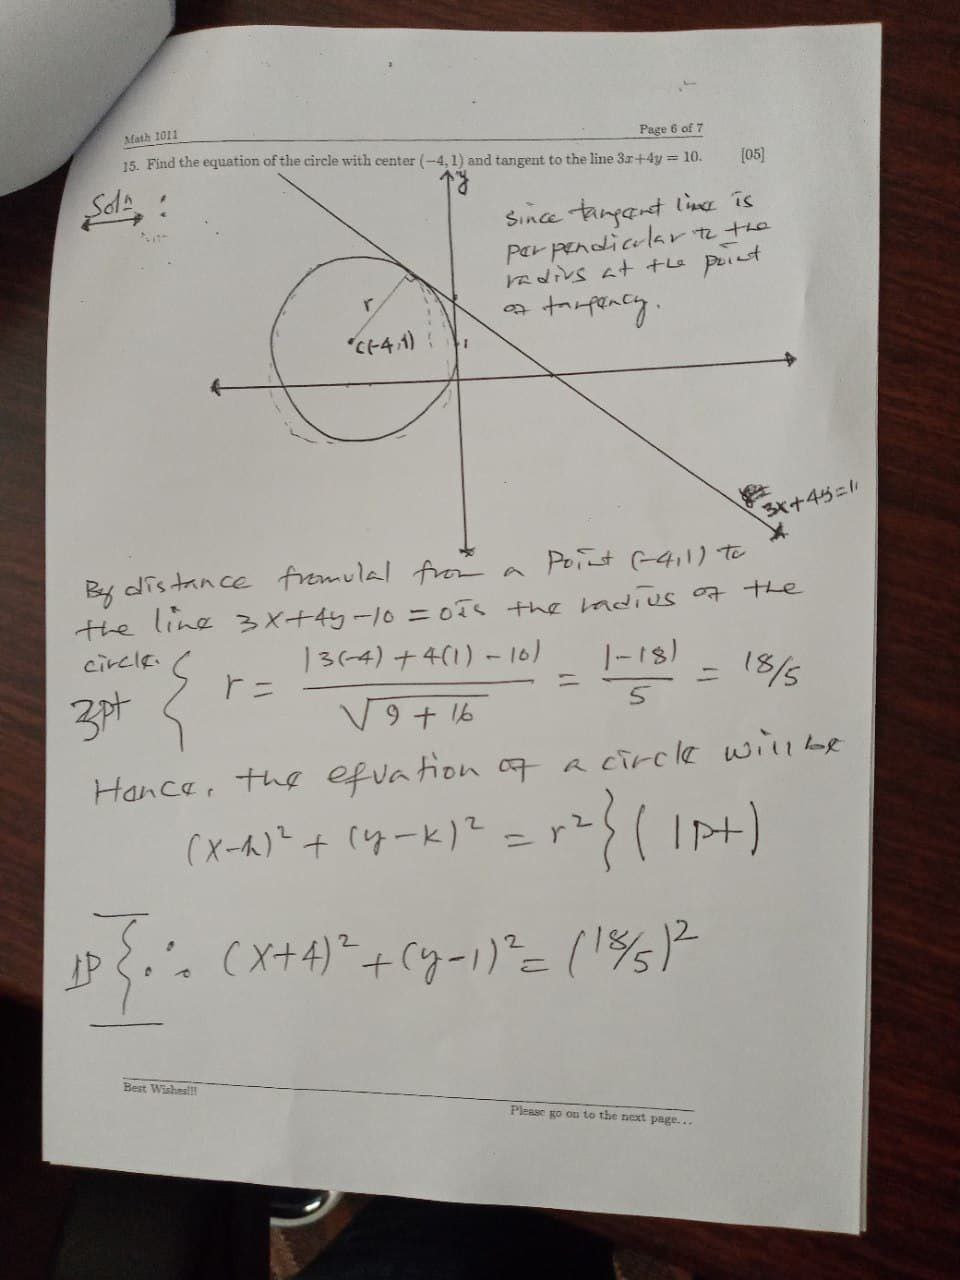 Math 1011
Page 6 of 7
15. Find the equation of the circle with center (−4, 1) and tangent to the line 3x+4y = 10. [05]
Soln :
y
since tangent line is
perpendicular to the
radius at the point
of tangency.
r
C(-4,1)
1
3x+4y=1
By distance fromulal from a Point (-4,1) to
the line 3x+4y-10=0 is the radius of the
circle.
3pt { r = |3(-4) + 4(1) - 10| / √9+16 = |-18| / 5 = 18/5
Hence, the equation of a circle will be
(x-h)² + (y-k)² = r² } (1pt)
1P { ∴ (x+4)² + (y-1)² = (18/5)²
Best Wishes!!!
Please go on to the next page...